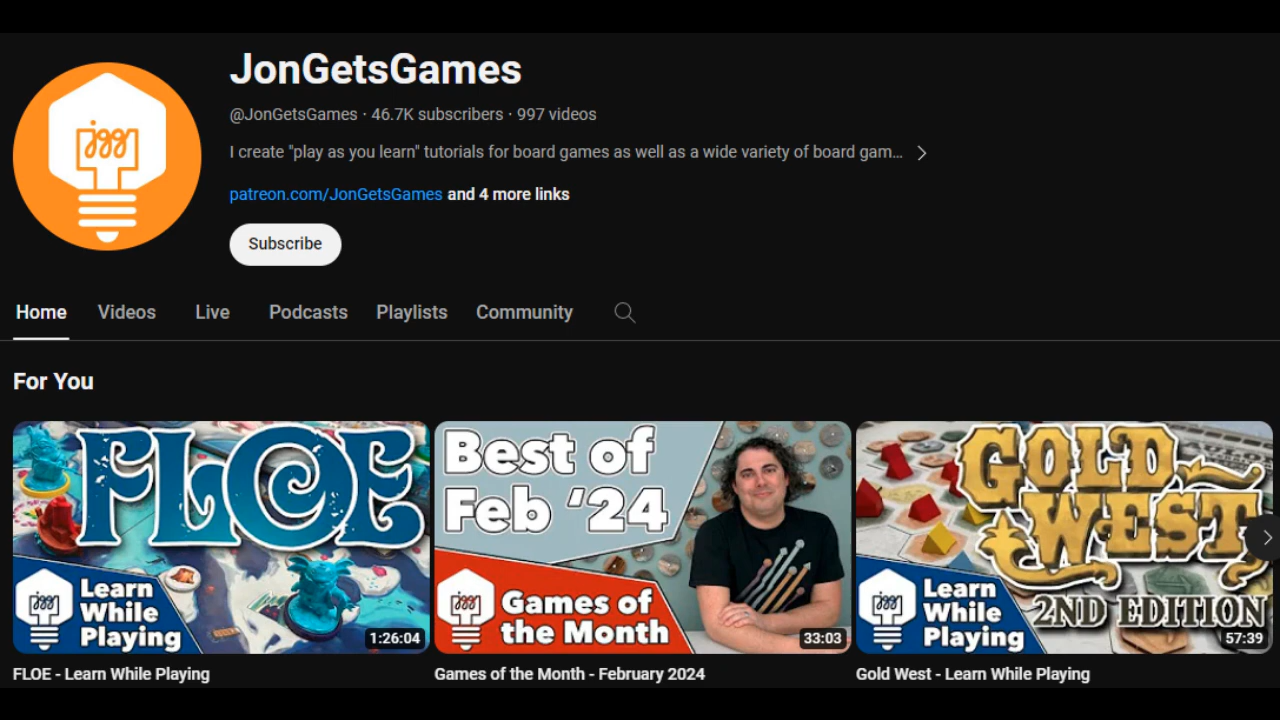 JonGetsGames
@JonGetsGames · 46.7K subscribers · 997 videos
I create "play as you learn" tutorials for board games as well as a wide variety of board gam...
patreon.com/JonGetsGames and 4 more links
Subscribe
Home Videos Live Podcasts Playlists Community
For You
FLOE
jgg
Learn
While
Playing
1:26:04
FLOE - Learn While Playing
Best of
Feb ‘24
jgg
Games of
the Month
33:03
Games of the Month - February 2024
GOLD
WEST
2ND EDITION
jgg
Learn
While
Playing
57:39
Gold West - Learn While Playing